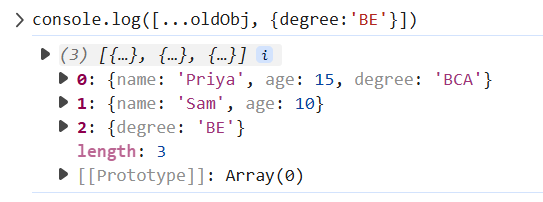 console.log([...oldObj, {degree:'BE'}])
(3) [{…}, {…}, {…}] i
0: {name: 'Priya', age: 15, degree: 'BCA'}
1: {name: 'Sam', age: 10}
2: {degree: 'BE'}
length: 3
[[Prototype]]: Array(0)